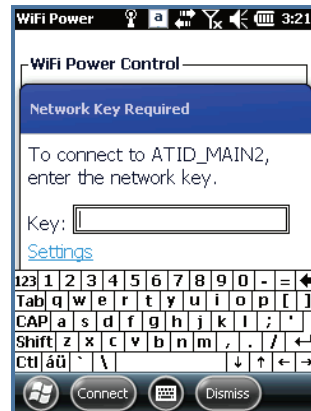 WiFi Power a 3:21
WiFi Power Control
Network Key Required
To connect to ATID_MAIN2,
enter the network key.
Key:
Settings
123 1 2 3 4 5 6 7 8 9 0 - =
Tab q w e r t y u i o p [ ]
CAP a s d f g h j k l ; '
Shift z x c v b n m , . /
Ctl áü ` \
Connect Dismiss